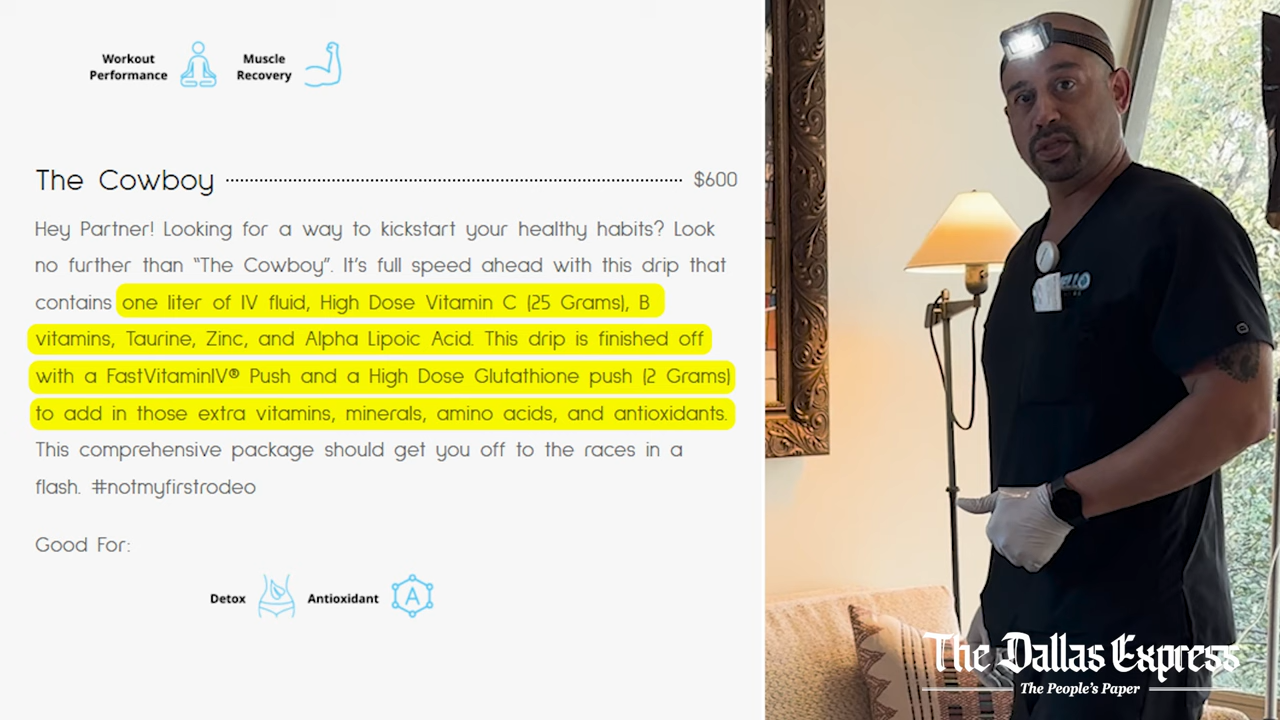 Workout
Performance
Muscle
Recovery
The Cowboy
$600
Hey Partner! Looking for a way to kickstart your healthy habits? Look
no further than “The Cowboy”. It’s full speed ahead with this drip that
contains one liter of IV fluid, High Dose Vitamin C (25 Grams), B
vitamins, Taurine, Zinc, and Alpha Lipoic Acid. This drip is finished off
with a FastVitaminIV® Push and a High Dose Glutathione push (2 Grams)
to add in those extra vitamins, minerals, amino acids, and antioxidants.
This comprehensive package should get you off to the races in a
flash. #notmyfirstrodeo
Good For:
Detox
Antioxidant
A
The Dallas Express
The People's Paper